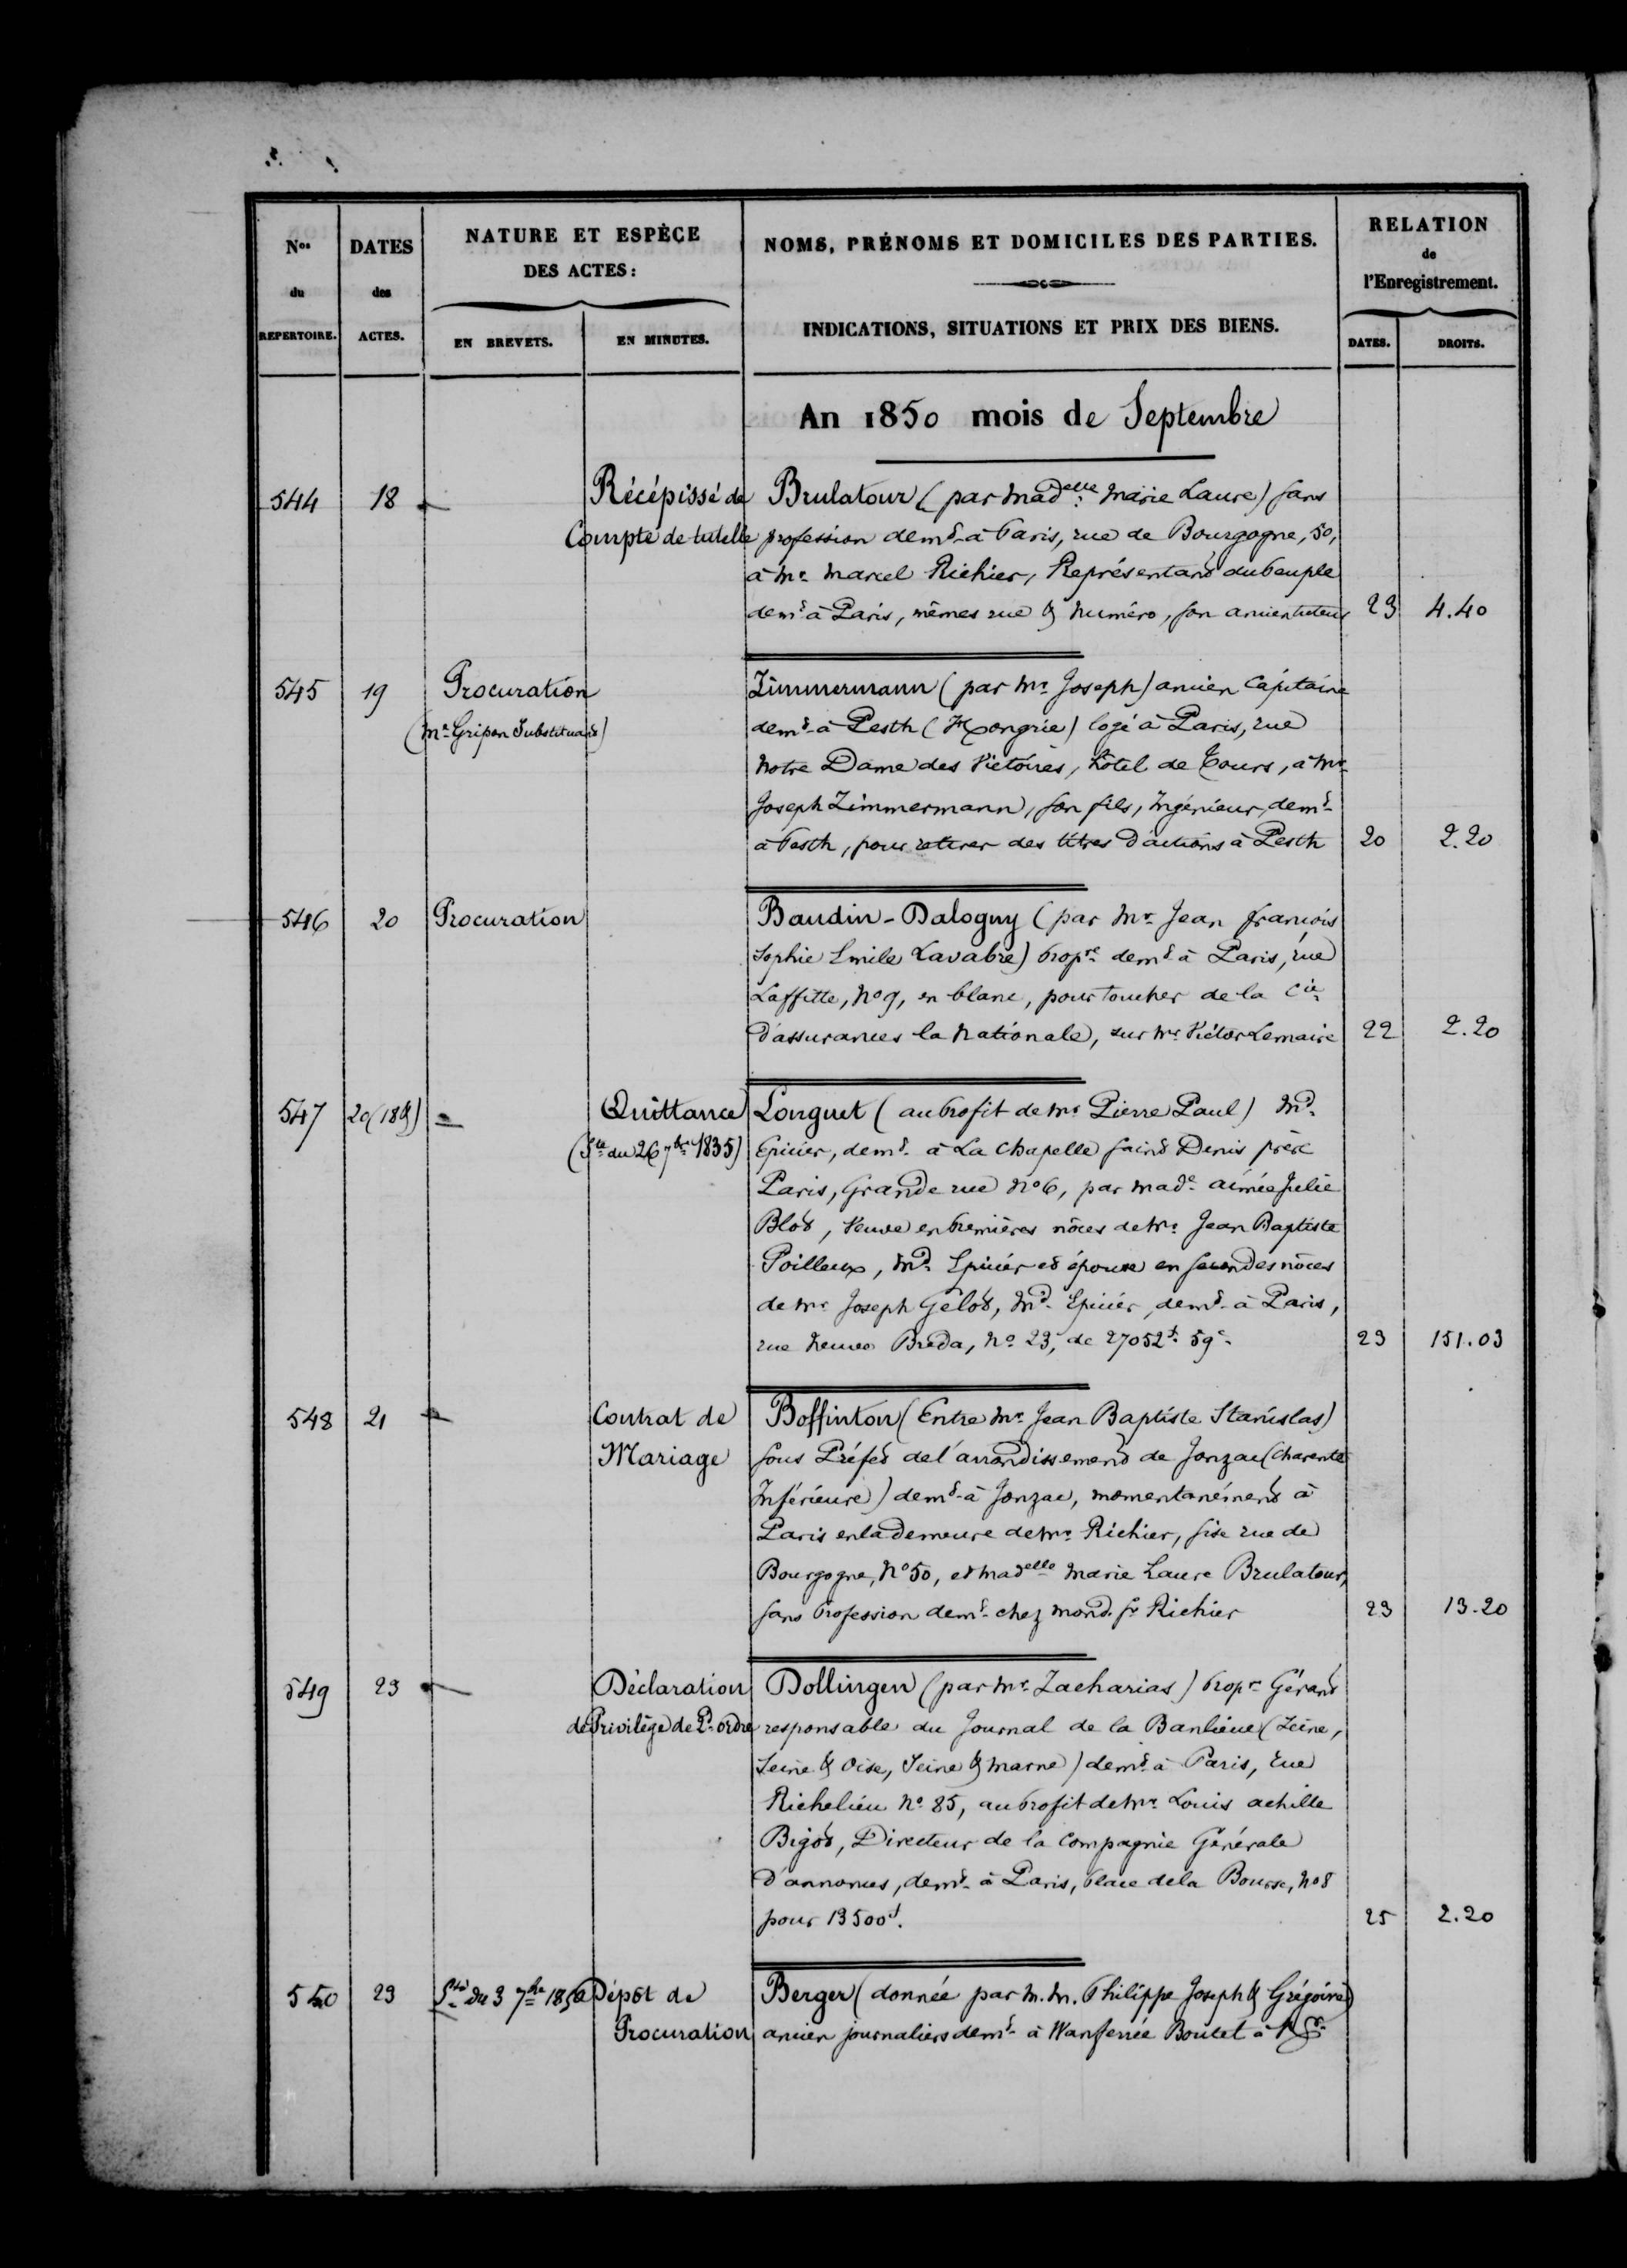 Nos du REPERTOIRE.
DATES des ACTES.
NATURE ET ESPÈCE
DES ACTES :
EN BREVETS.
EN MINUTES.
NOMS, PRÉNOMS ET DOMICILES DES PARTIES.
INDICATIONS, SITUATIONS ET PRIX DES BIENS.
RELATION
de
l'Enregistrement.
DATES.
DROITS.
An 1850 mois de Septembre
544 18 Récépissé de Brulatour (par Madelle Marie Laure) sans
Compte de tutelle profession demt à Paris, rue de Bourgogne, 50,
à Mr Marcel Richier, Représentant du Peuple
demt à Paris, mêmes rue & numéro, son ancien tuteur 23 4.40
545 19 Procuration Zimmermann (par Mr Joseph) ancien Capitaine
(Me Gripon Substituant) demt à Pesth (Hongrie) logé à Paris, rue
Notre Dame des Victoires, hôtel de Tours, à Mr
Joseph Zimmermann, son fils, Ingénieur, demt
à Pesth, pour retirer des titres d'actions à Pesth 20 2.20
546 20 Procuration Baudin-Dalogny (par Mr Jean François
Sophie Emile Lavabre) Propre demt à Paris, rue
Laffitte, No 9, en blanc, pour toucher de la Cie
d'assurances la Nationale, sur Mr Victor Lemaire 22 2.20
547 20 (18 &) Quittance Longuet (au Profit de Mr Pierre Paul) Md
(Ste du 26 7bre 1835) Epicier, demt à La Chapelle Saint Denis près
Paris, Grande rue No 6, par Made aimée Julie
Blot, Veuve en Premières nôces de Mr Jean Baptiste
Poilleux, Md Epicier et épouse en secondes nôces
de Mr Joseph Gelot, Md Epicier, demt à Paris,
rue Neuve Breda, No 23, de 27052f 59c 23 151.03
548 21 Contrat de Boffinton (Entre Mr Jean Baptiste Stanislas)
Mariage Sous Préfet de l'arrondissement de Jonzac (Charente
Inférieure) demt à Jonzac, momentanément à
Paris en la demeure de Mr Richier, sise rue de
Bourgogne, No 50, et Madelle Marie Laure Brulatour,
sans Profession demt chez mond. Sr Richier 23 13.20
549 23 Déclaration Dollingen (par Mr Zacharias) Propre Gérant
de Privilège de 2d ordre responsable du Journal de la Banlieue (Seine,
Seine & Oise, Seine & Marne) demt à Paris, rue
Richelieu No 85, au Profit de Mr Louis achille
Bigot, Directeur de la Compagnie Générale
d'annonces, demt à Paris, Place de la Bourse, No 8
pour 13500f. 25 2.20
550 23 Ste du 3 7bre 1850 Dépôt de Berger (donnée par M.M. Philippe Joseph & Grégoire)
Procuration ancien journaliers demt à Wanferrée Boulet à